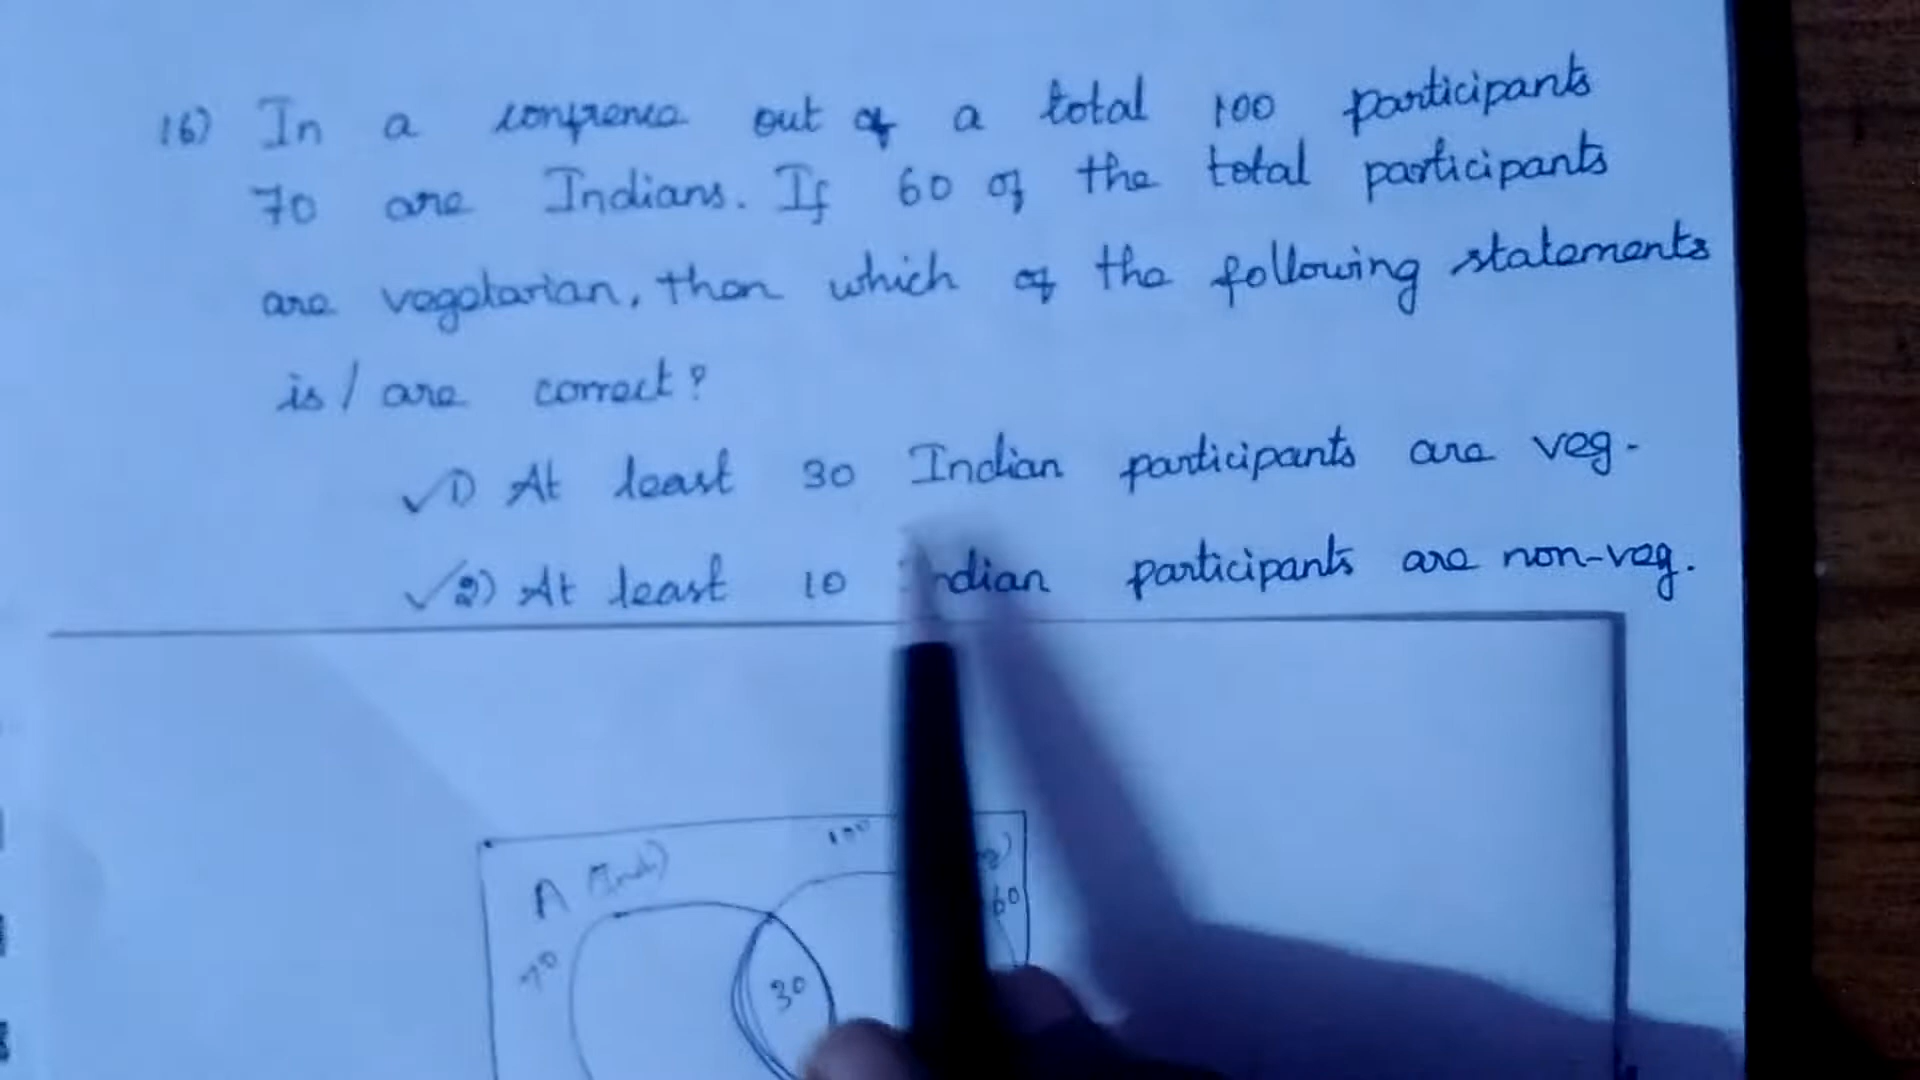 16) In a confrence out of a total 100 participants
70 are Indians. If 60 of the total participants
are vegetarian, then which of the following statements
is / are correct?
✓1) At least 30 Indian participants are veg.
✓2) At least 10 Indian participants are non-veg.
100
A (Ind)
60
70
30